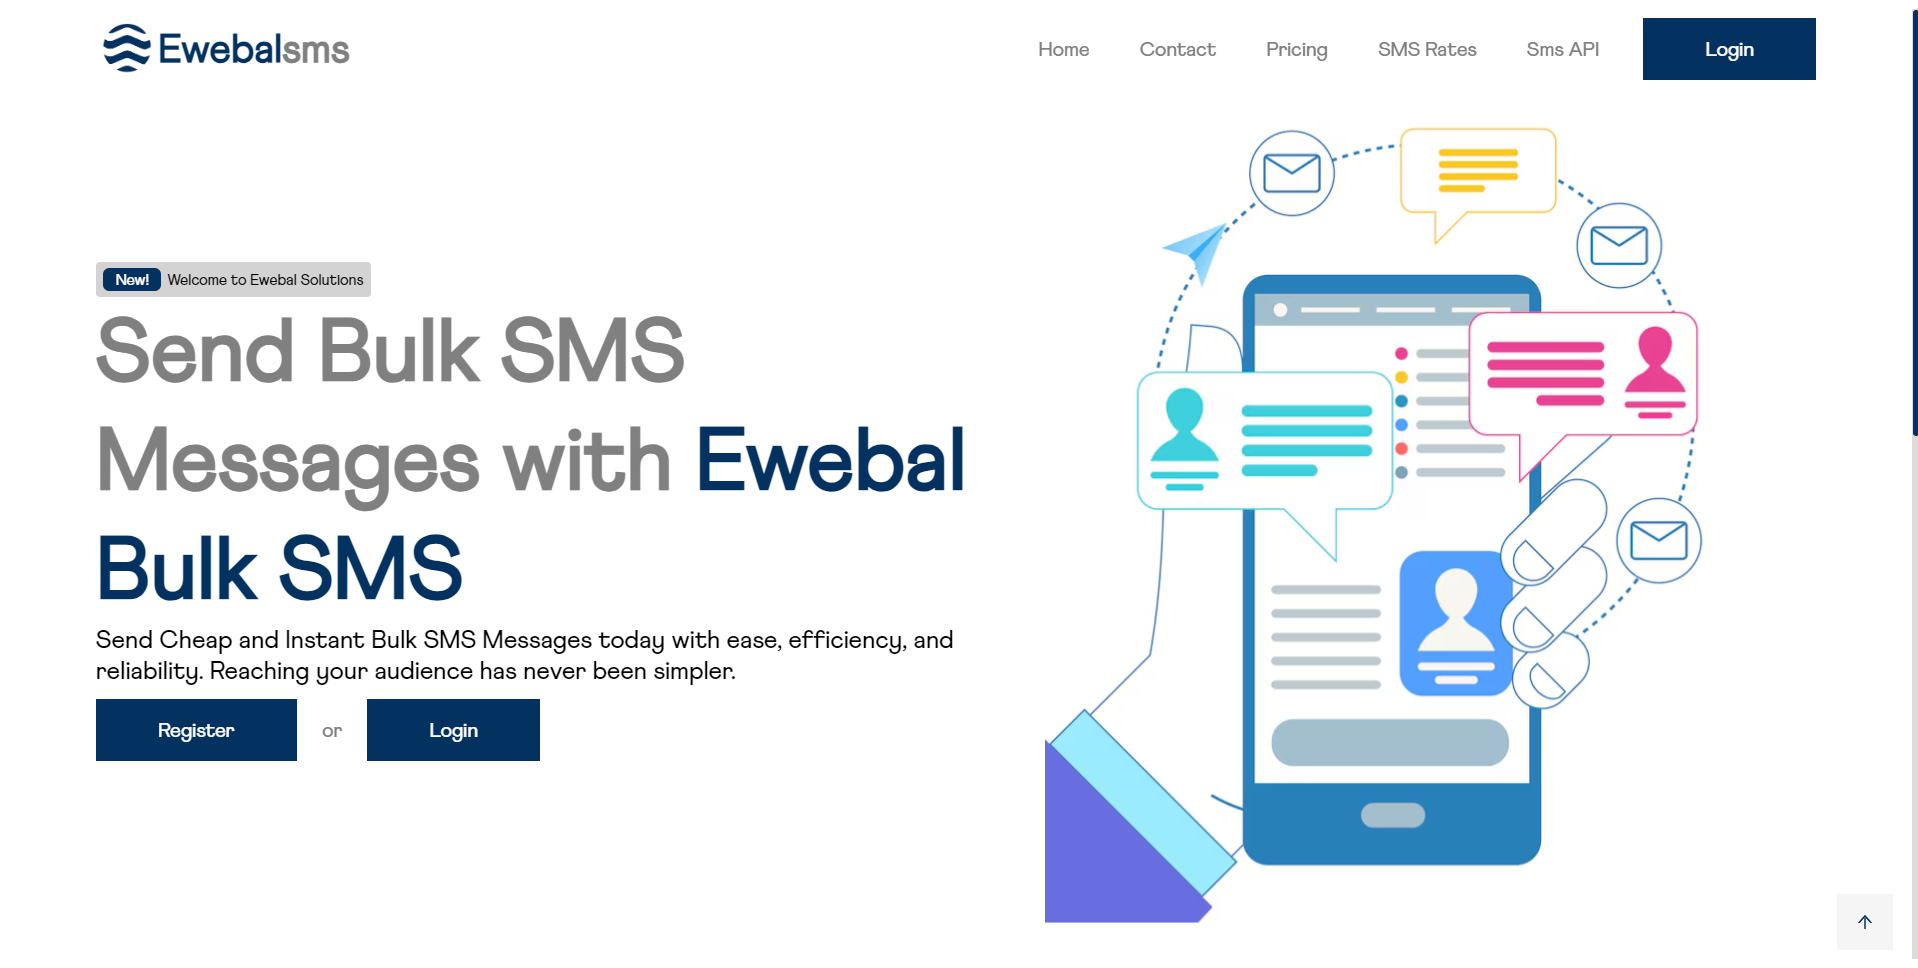 Ewebalsms
Home Contact Pricing SMS Rates Sms API Login
New! Welcome to Ewebal Solutions
Send Bulk SMS
Messages with Ewebal
Bulk SMS
Send Cheap and Instant Bulk SMS Messages today with ease, efficiency, and
reliability. Reaching your audience has never been simpler.
Register or Login